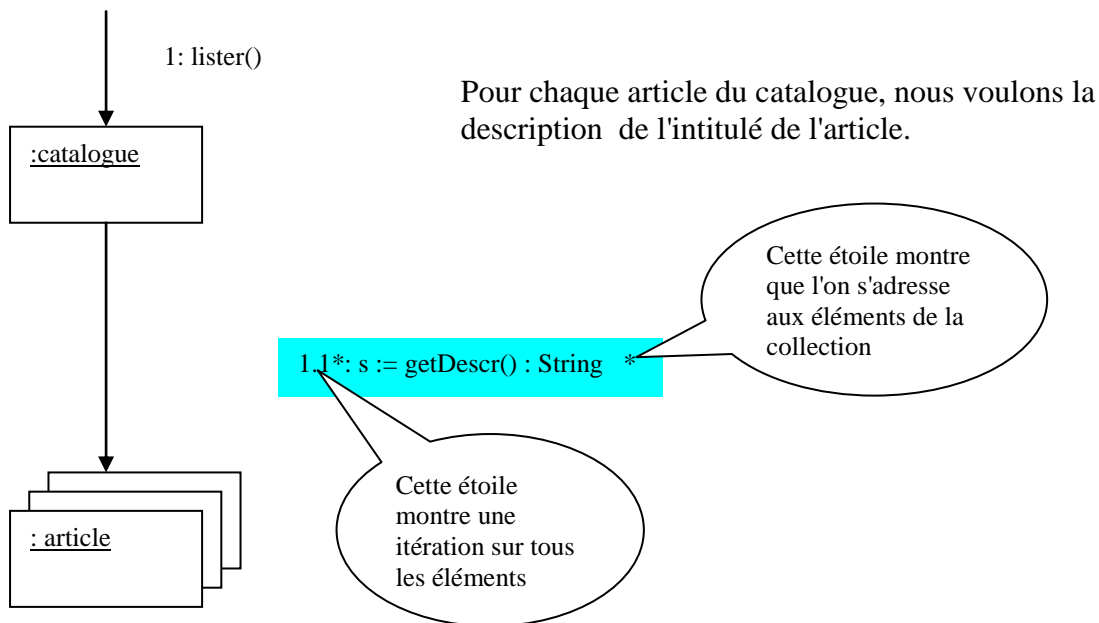 1: lister()
Pour chaque article du catalogue, nous voulons la
description de l'intitulé de l'article.
:catalogue
Cette étoile montre
que l'on s'adresse
aux éléments de la
collection
1.1*: s := getDescr() : String *
Cette étoile
montre une
itération sur tous
les éléments
: article